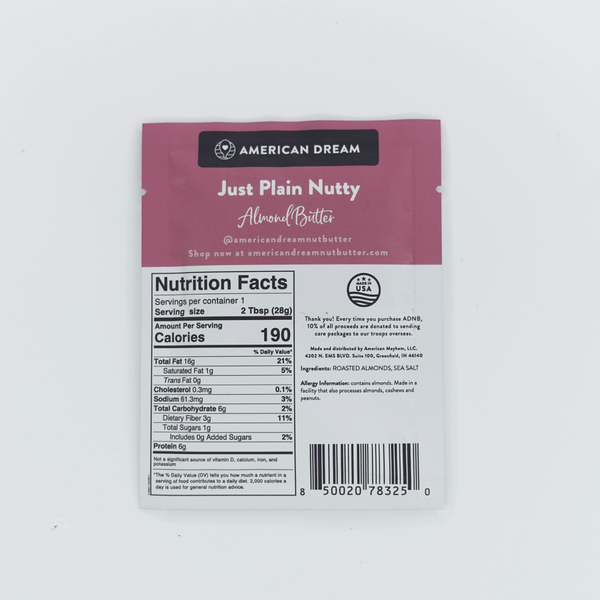 AMERICAN DREAM
Just Plain Nutty
Almond Butter
@americandreamnutbutter
Shop now at americandreamnutbutter.com
Nutrition Facts
Servings per container 1
Serving size 2 Tbsp (28g)
Amount Per Serving
Calories 190
% Daily Value*
Total Fat 16g 21%
Saturated Fat 1g 5%
Trans Fat 0g
Cholesterol 0.3mg 0.1%
Sodium 61.3mg 3%
Total Carbohydrate 6g 2%
Dietary Fiber 3g 11%
Total Sugars 1g
Includes 0g Added Sugars 2%
Protein 6g
Not a significant source of vitamin D, calcium, iron, and
potassium
*The % Daily Value (DV) tells you how much a nutrient in a
serving of food contributes to a daily diet. 2,000 calories a
day is used for general nutrition advice.
MADE IN
USA
Thank you! Every time you purchase ADNB,
10% of all proceeds are donated to sending
care packages to our troops overseas.
Made and distributed by American Mayhem, LLC.
4202 N. EMS BLVD. Suite 100, Greenfield, IN 46140
Ingredients: ROASTED ALMONDS, SEA SALT
Allergy Information: contains almonds. Made in a
facility that also processes almonds, cashews and
peanuts.
8 50020 78325 0